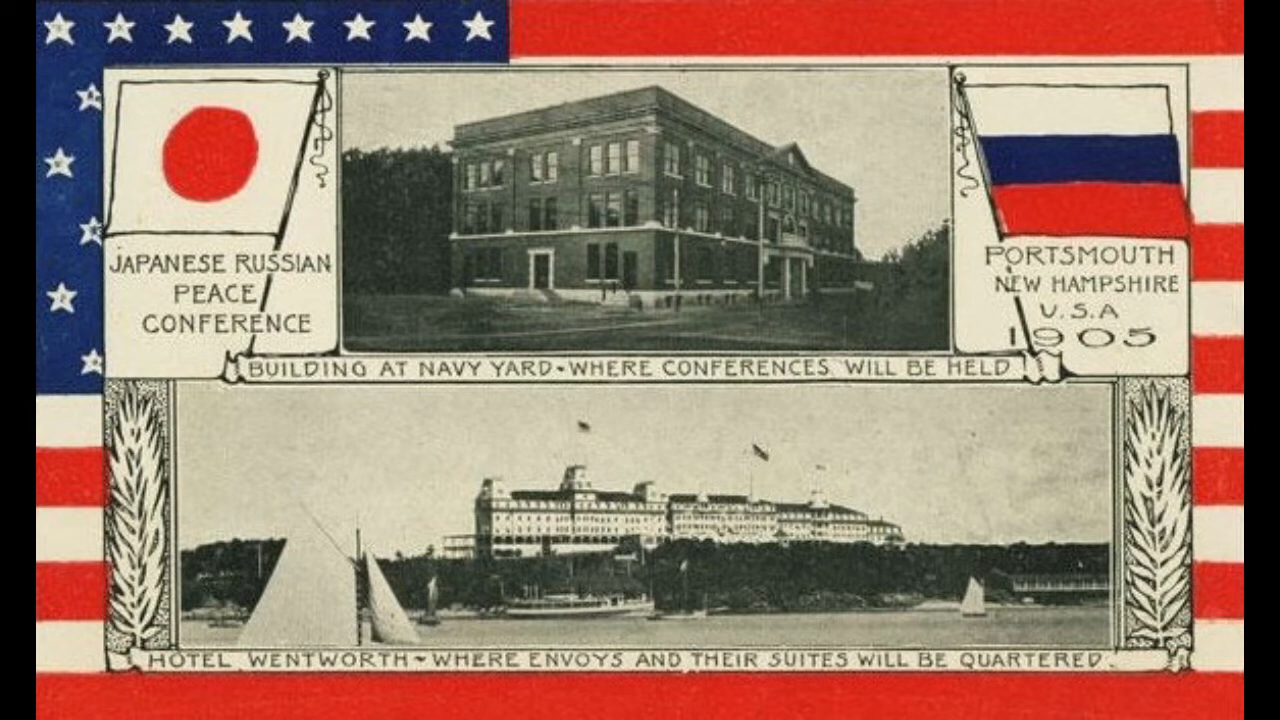 JAPANESE RUSSIAN
PEACE
CONFERENCE
PORTSMOUTH
NEW HAMPSHIRE
U.S.A
1905
BUILDING AT NAVY YARD-WHERE CONFERENCES WILL BE HELD
HOTEL WENTWORTH~WHERE ENVOYS AND THEIR SUITES WILL BE QUARTERED.